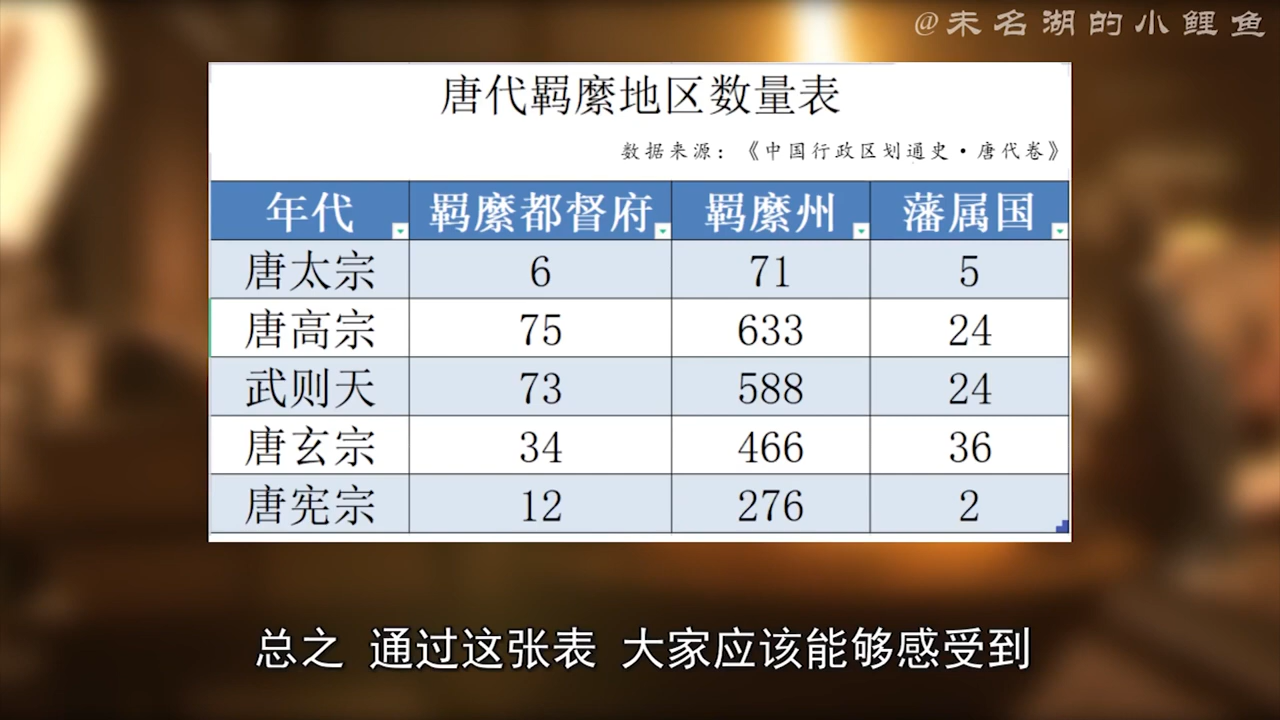 @未名湖的小鲤鱼
唐代羁縻地区数量表
数据来源：《中国行政区划通史·唐代卷》
年代 羁縻都督府 羁縻州 藩属国
唐太宗 6 71 5
唐高宗 75 633 24
武则天 73 588 24
唐玄宗 34 466 36
唐宪宗 12 276 2
总之 通过这张表 大家应该能够感受到